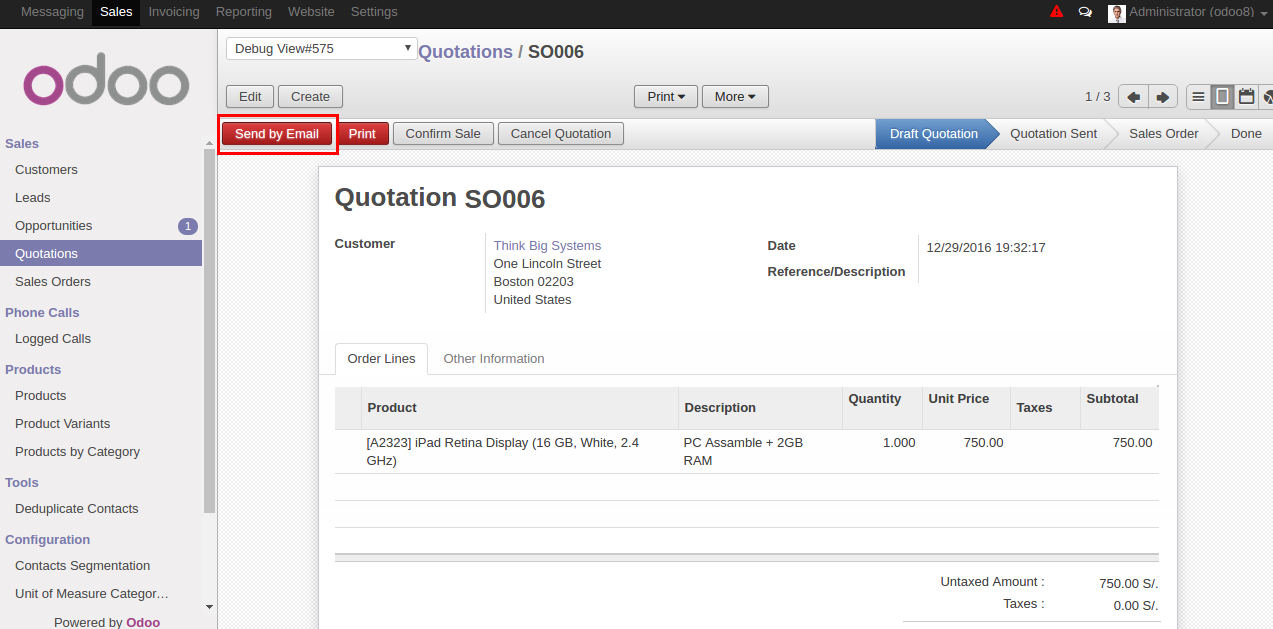 Messaging Sales Invoicing Reporting Website Settings Administrator (odoo8)
odoo
Debug View#575 Quotations / SO006
Edit Create Print More 1 / 3
Send by Email Print Confirm Sale Cancel Quotation Draft Quotation Quotation Sent Sales Order Done
Sales
Customers
Leads
Opportunities 1
Quotations
Sales Orders
Phone Calls
Logged Calls
Products
Products
Product Variants
Products by Category
Tools
Deduplicate Contacts
Configuration
Contacts Segmentation
Unit of Measure Categor…
Powered by Odoo
Quotation SO006
Customer
Think Big Systems
One Lincoln Street
Boston 02203
United States
Date 12/29/2016 19:32:17
Reference/Description
Order Lines Other Information
Product Description Quantity Unit Price Taxes Subtotal
[A2323] iPad Retina Display (16 GB, White, 2.4 PC Assamble + 2GB 1.000 750.00 750.00
GHz) RAM
Untaxed Amount : 750.00 S/.
Taxes : 0.00 S/.